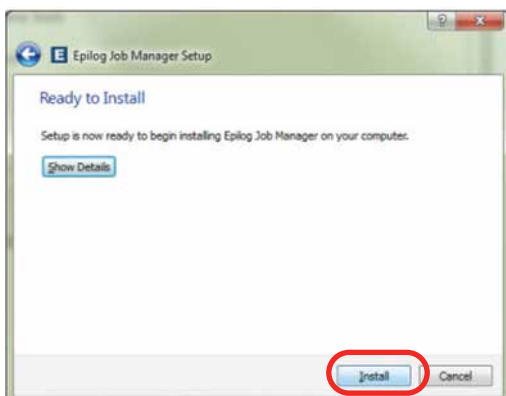 Epilog Job Manager Setup
Ready to Install
Setup is now ready to begin installing Epilog Job Manager on your computer.
Show Details
Install
Cancel